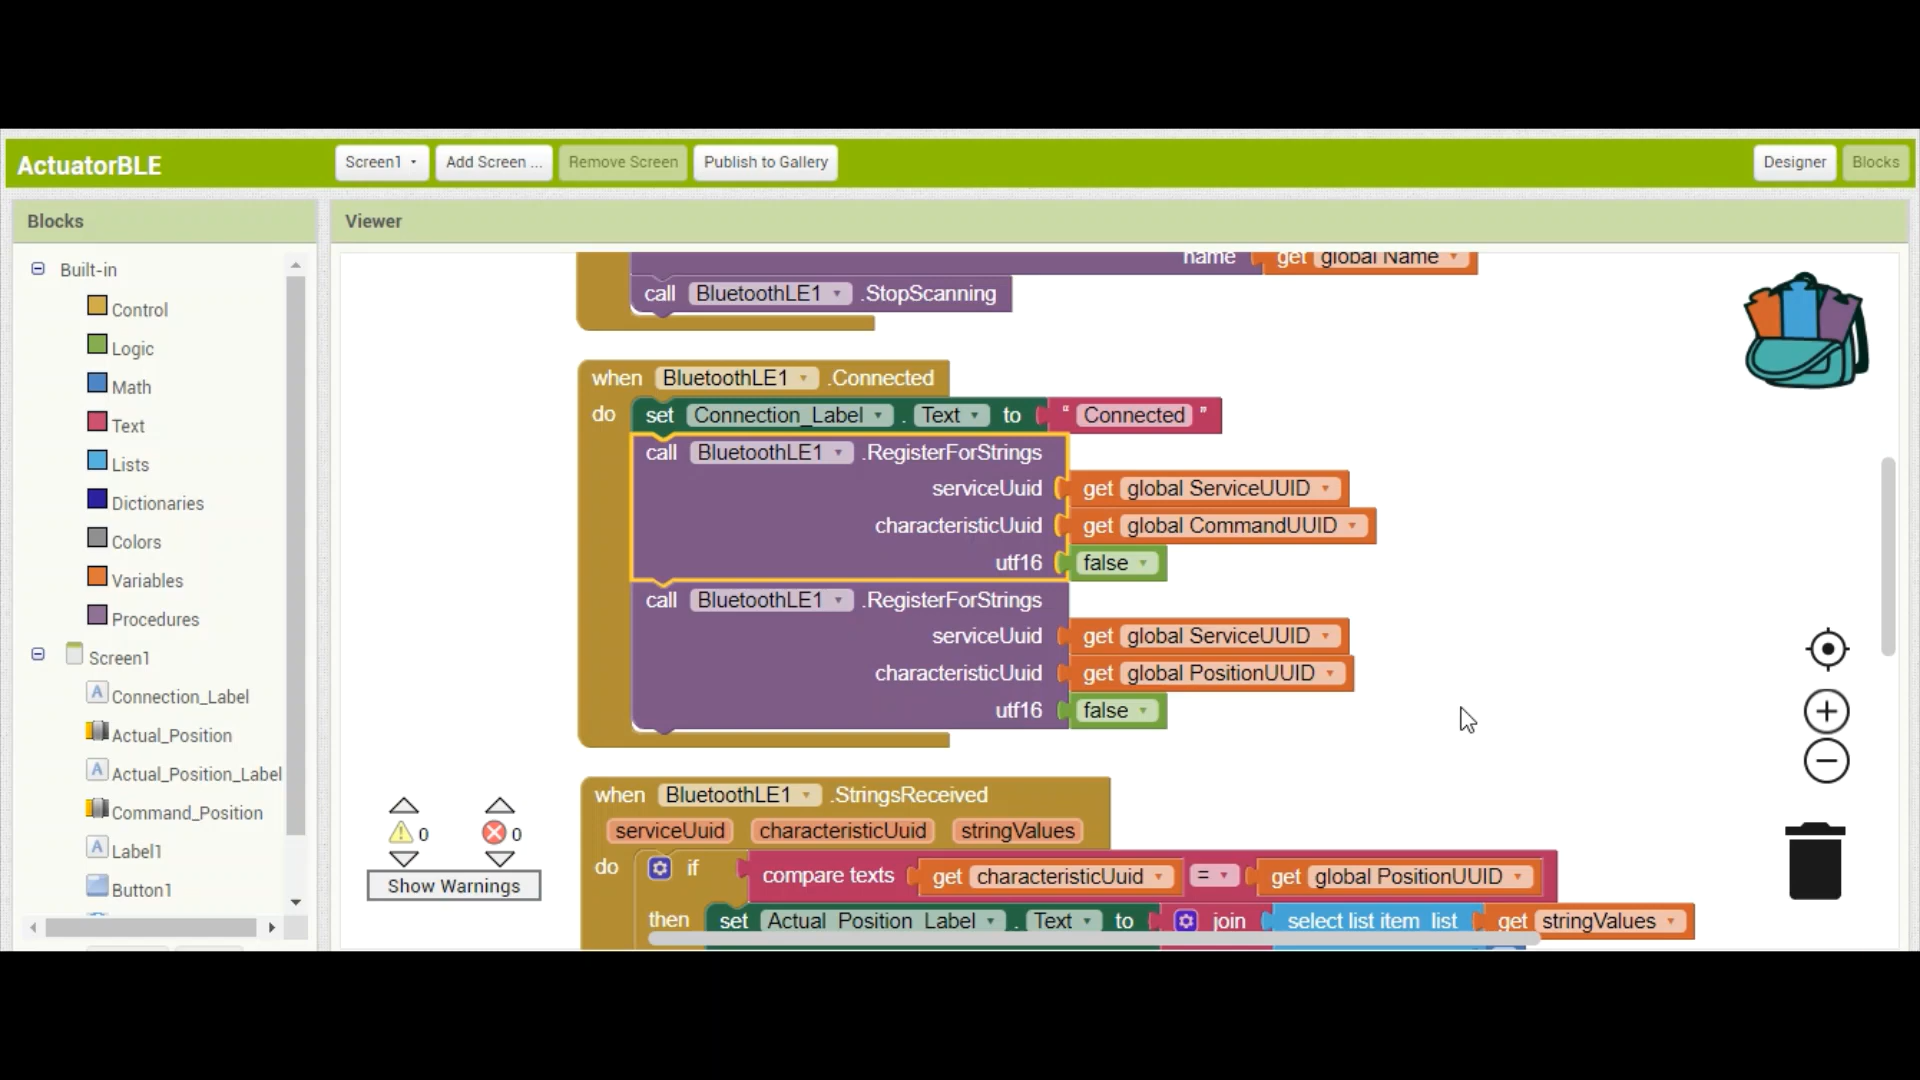 ActuatorBLE Screen1 Add Screen ... Remove Screen Publish to Gallery Designer Blocks
Blocks
Viewer
Built-in
Control
Logic
Math
Text
Lists
Dictionaries
Colors
Variables
Procedures
Screen1
Connection_Label
Actual_Position
Actual_Position_Label
Command_Position
Label1
Button1
name get global Name
call BluetoothLE1 .StopScanning
when BluetoothLE1 .Connected
do set Connection_Label . Text to “ Connected ”
call BluetoothLE1 .RegisterForStrings
serviceUuid get global ServiceUUID
characteristicUuid get global CommandUUID
utf16 false
call BluetoothLE1 .RegisterForStrings
serviceUuid get global ServiceUUID
characteristicUuid get global PositionUUID
utf16 false
when BluetoothLE1 .StringsReceived
serviceUuid characteristicUuid stringValues
do if compare texts get characteristicUuid = get global PositionUUID
then set Actual_Position_Label . Text to join select list item list get stringValues
0 0
Show Warnings